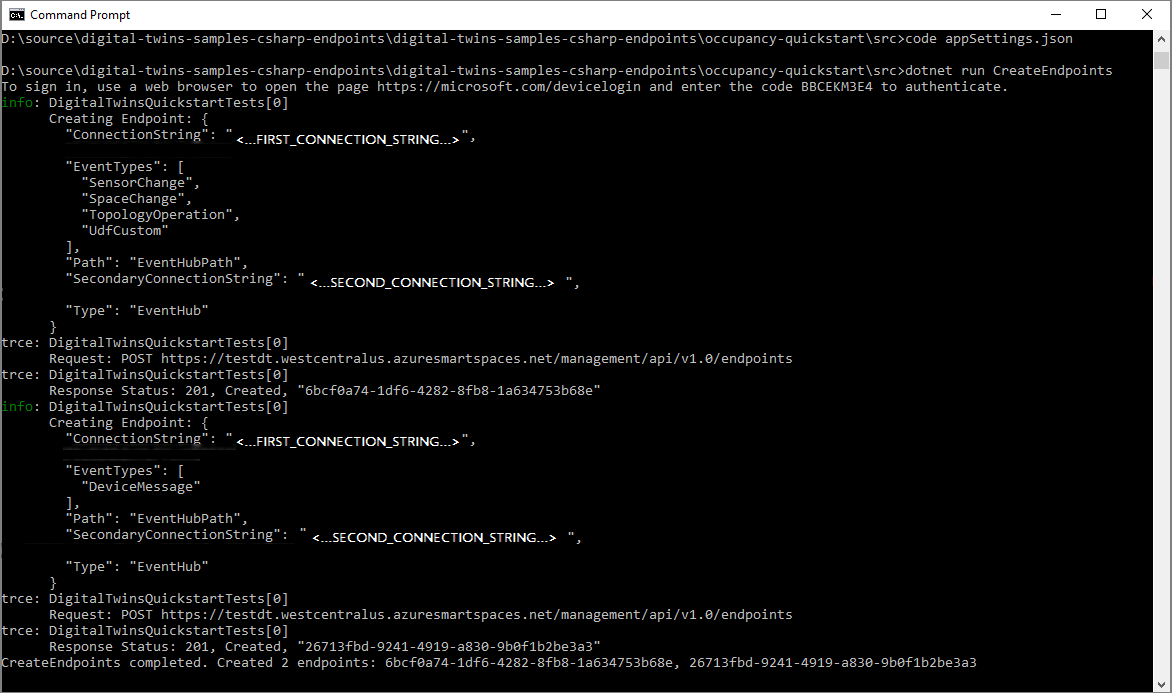 Command Prompt
D:\source\digital-twins-samples-csharp-endpoints\digital-twins-samples-csharp-endpoints\occupancy-quickstart\src>code appSettings.json
D:\source\digital-twins-samples-csharp-endpoints\digital-twins-samples-csharp-endpoints\occupancy-quickstart\src>dotnet run CreateEndpoints
To sign in, use a web browser to open the page https://microsoft.com/devicelogin and enter the code BBCEKM3E4 to authenticate.
info: DigitalTwinsQuickstartTests[0]
      Creating Endpoint: {
        "ConnectionString": "<...FIRST_CONNECTION_STRING...>",
        "EventTypes": [
          "SensorChange",
          "SpaceChange",
          "TopologyOperation",
          "UdfCustom"
        ],
        "Path": "EventHubPath",
        "SecondaryConnectionString": " <...SECOND_CONNECTION_STRING...> ",
        "Type": "EventHub"
      }
trce: DigitalTwinsQuickstartTests[0]
      Request: POST https://testdt.westcentralus.azuresmartspaces.net/management/api/v1.0/endpoints
trce: DigitalTwinsQuickstartTests[0]
      Response Status: 201, Created, "6bcf0a74-1df6-4282-8fb8-1a634753b68e"
info: DigitalTwinsQuickstartTests[0]
      Creating Endpoint: {
        "ConnectionString": "<...FIRST_CONNECTION_STRING...>",
        "EventTypes": [
          "DeviceMessage"
        ],
        "Path": "EventHubPath",
        "SecondaryConnectionString": " <...SECOND_CONNECTION_STRING...> ",
        "Type": "EventHub"
      }
trce: DigitalTwinsQuickstartTests[0]
      Request: POST https://testdt.westcentralus.azuresmartspaces.net/management/api/v1.0/endpoints
trce: DigitalTwinsQuickstartTests[0]
      Response Status: 201, Created, "26713fbd-9241-4919-a830-9b0f1b2be3a3"
CreateEndpoints completed. Created 2 endpoints: 6bcf0a74-1df6-4282-8fb8-1a634753b68e, 26713fbd-9241-4919-a830-9b0f1b2be3a3